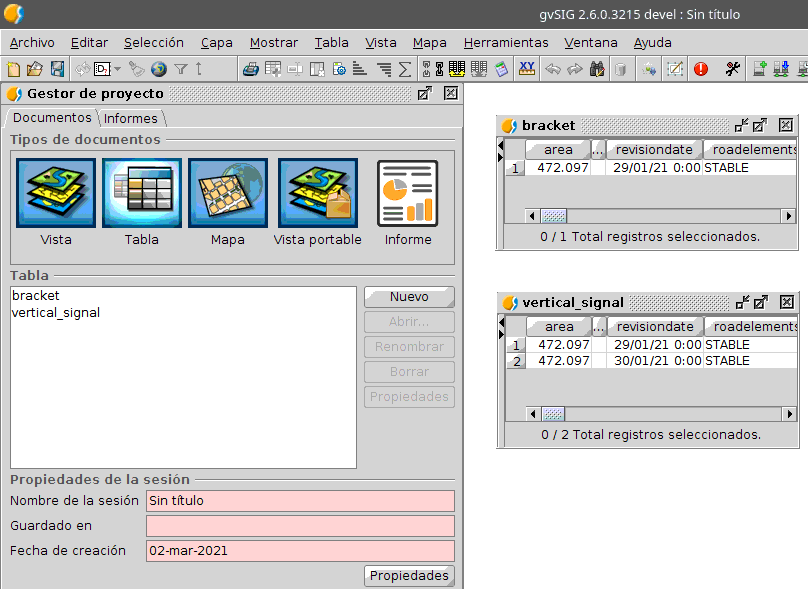 gvSIG 2.6.0.3215 devel : Sin título
Archivo Editar Selección Capa Mostrar Tabla Vista Mapa Herramientas Ventana Ayuda
Gestor de proyecto
Documentos Informes
Tipos de documentos
Vista Tabla Mapa Vista portable Informe
Tabla
bracket
vertical_signal
Nuevo
Abrir...
Renombrar
Borrar
Propiedades
Propiedades de la sesión
Nombre de la sesión Sin título
Guardado en
Fecha de creación 02-mar-2021
Propiedades
bracket
area ... revisiondate roadelements
1 472.097 29/01/21 0:00 STABLE
0 / 1 Total registros seleccionados.
vertical_signal
area ... revisiondate roadelements
1 472.097 29/01/21 0:00 STABLE
2 472.097 30/01/21 0:00 STABLE
0 / 2 Total registros seleccionados.